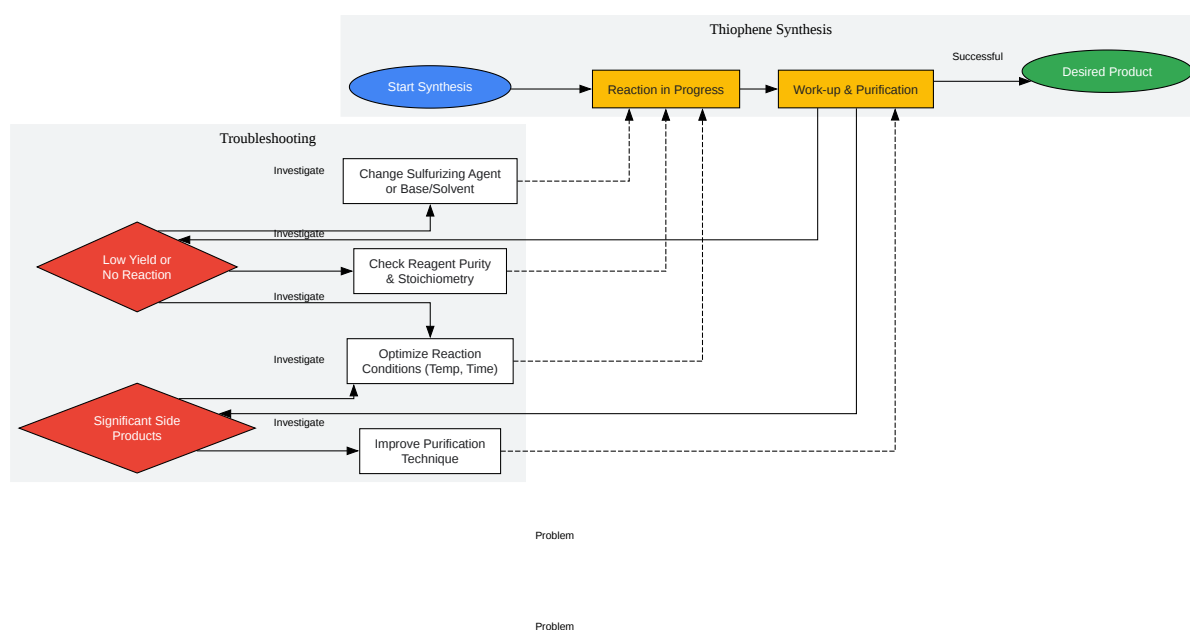 Thiophene Synthesis
Successful
Start Synthesis
Reaction in Progress
Work-up & Purification
Desired Product
Troubleshooting
Investigate
Change Sulfurizing Agent
or Base/Solvent
Investigate
Low Yield or
No Reaction
Check Reagent Purity
& Stoichiometry
Investigate
Investigate
Optimize Reaction
Conditions (Temp, Time)
Significant Side
Products
Investigate
Improve Purification
Technique
Problem
Problem